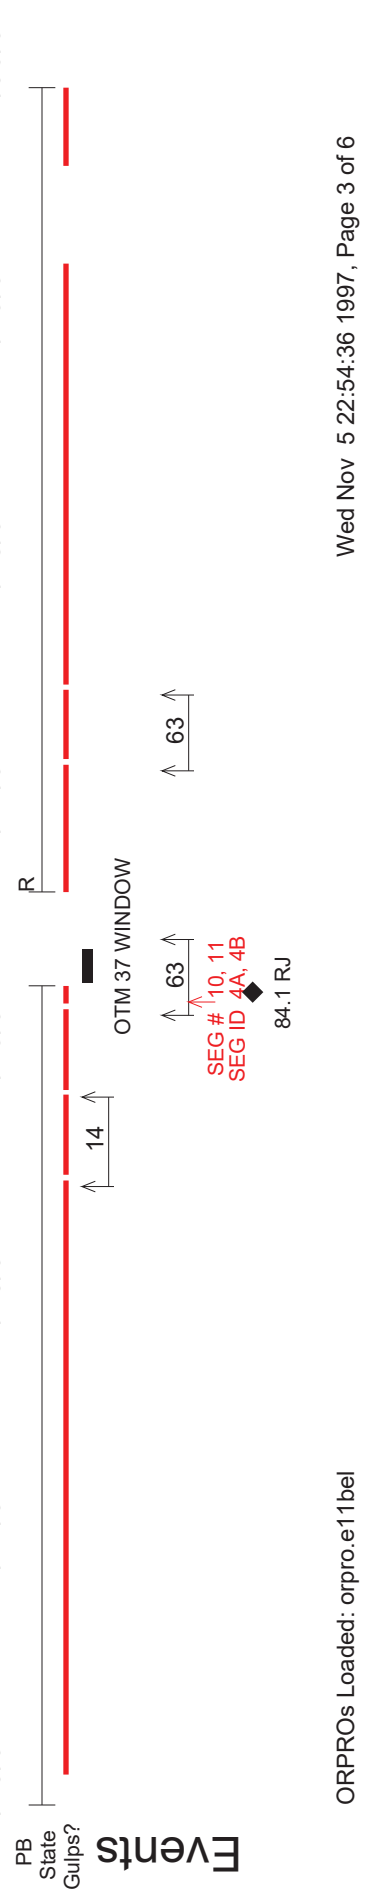 PB
State
Gulps?
R
OTM 37 WINDOW
14
63
63
SEG # 10, 11
SEG ID 4A, 4B
84.1 RJ
Events
ORPROs Loaded: orpro.e11bel
Wed Nov 5 22:54:36 1997, Page 3 of 6